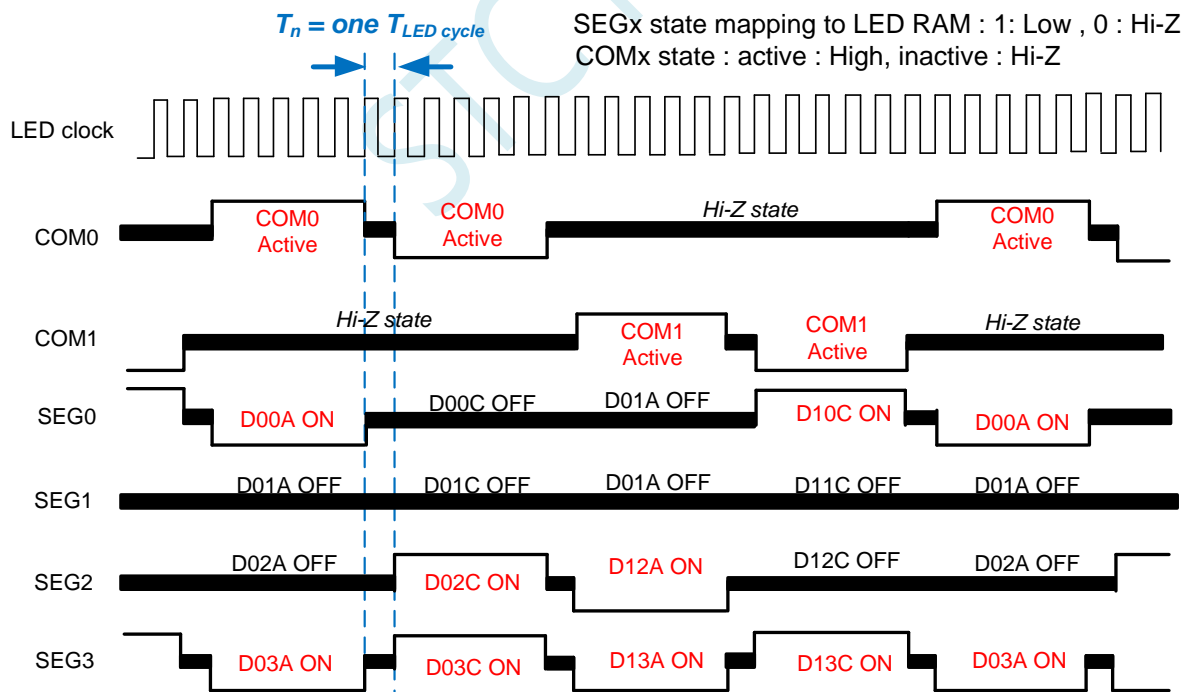 Tn = one TLED cycle
SEGx state mapping to LED RAM : 1: Low , 0 : Hi-Z
COMx state : active : High, inactive : Hi-Z
LED clock
COM0
COM0 Active
COM0 Active
Hi-Z state
COM0 Active
COM1
Hi-Z state
COM1 Active
COM1 Active
Hi-Z state
SEG0
D00A ON
D00C OFF
D01A OFF
D10C ON
D00A ON
SEG1
D01A OFF
D01C OFF
D01A OFF
D11C OFF
D01A OFF
SEG2
D02A OFF
D02C ON
D12A ON
D12C OFF
D02A OFF
SEG3
D03A ON
D03C ON
D13A ON
D13C ON
D03A ON